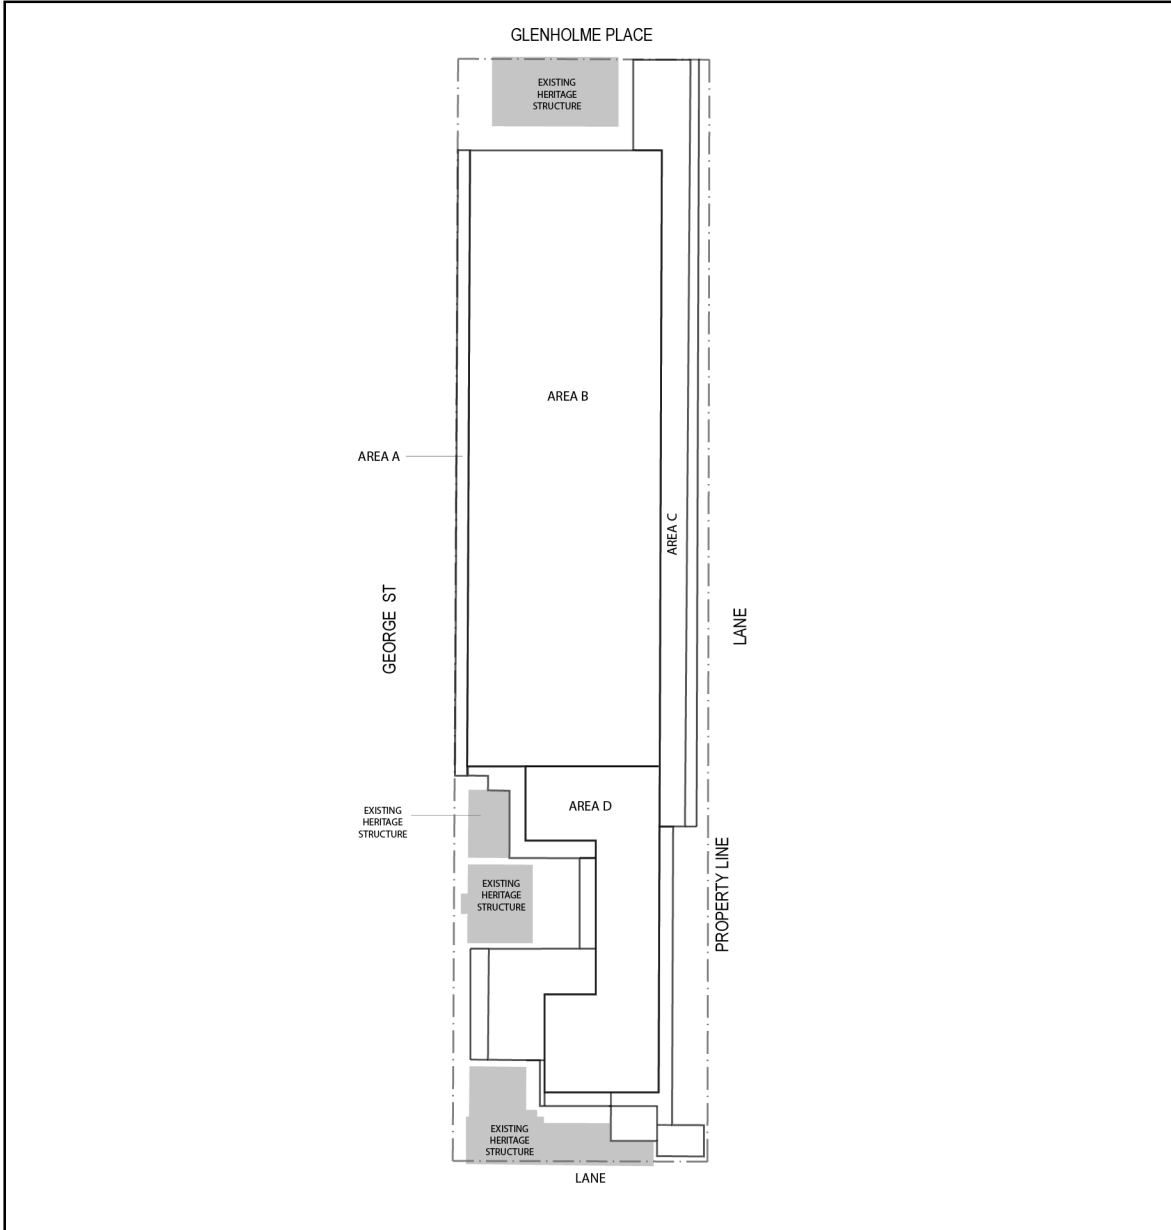 GLENHOLME PLACE
EXISTING
HERITAGE
STRUCTURE
AREA B
AREA A
AREA C
GEORGE ST
LANE
AREA D
EXISTING
HERITAGE
STRUCTURE
EXISTING
HERITAGE
STRUCTURE
PROPERTY LINE
EXISTING
HERITAGE
STRUCTURE
LANE